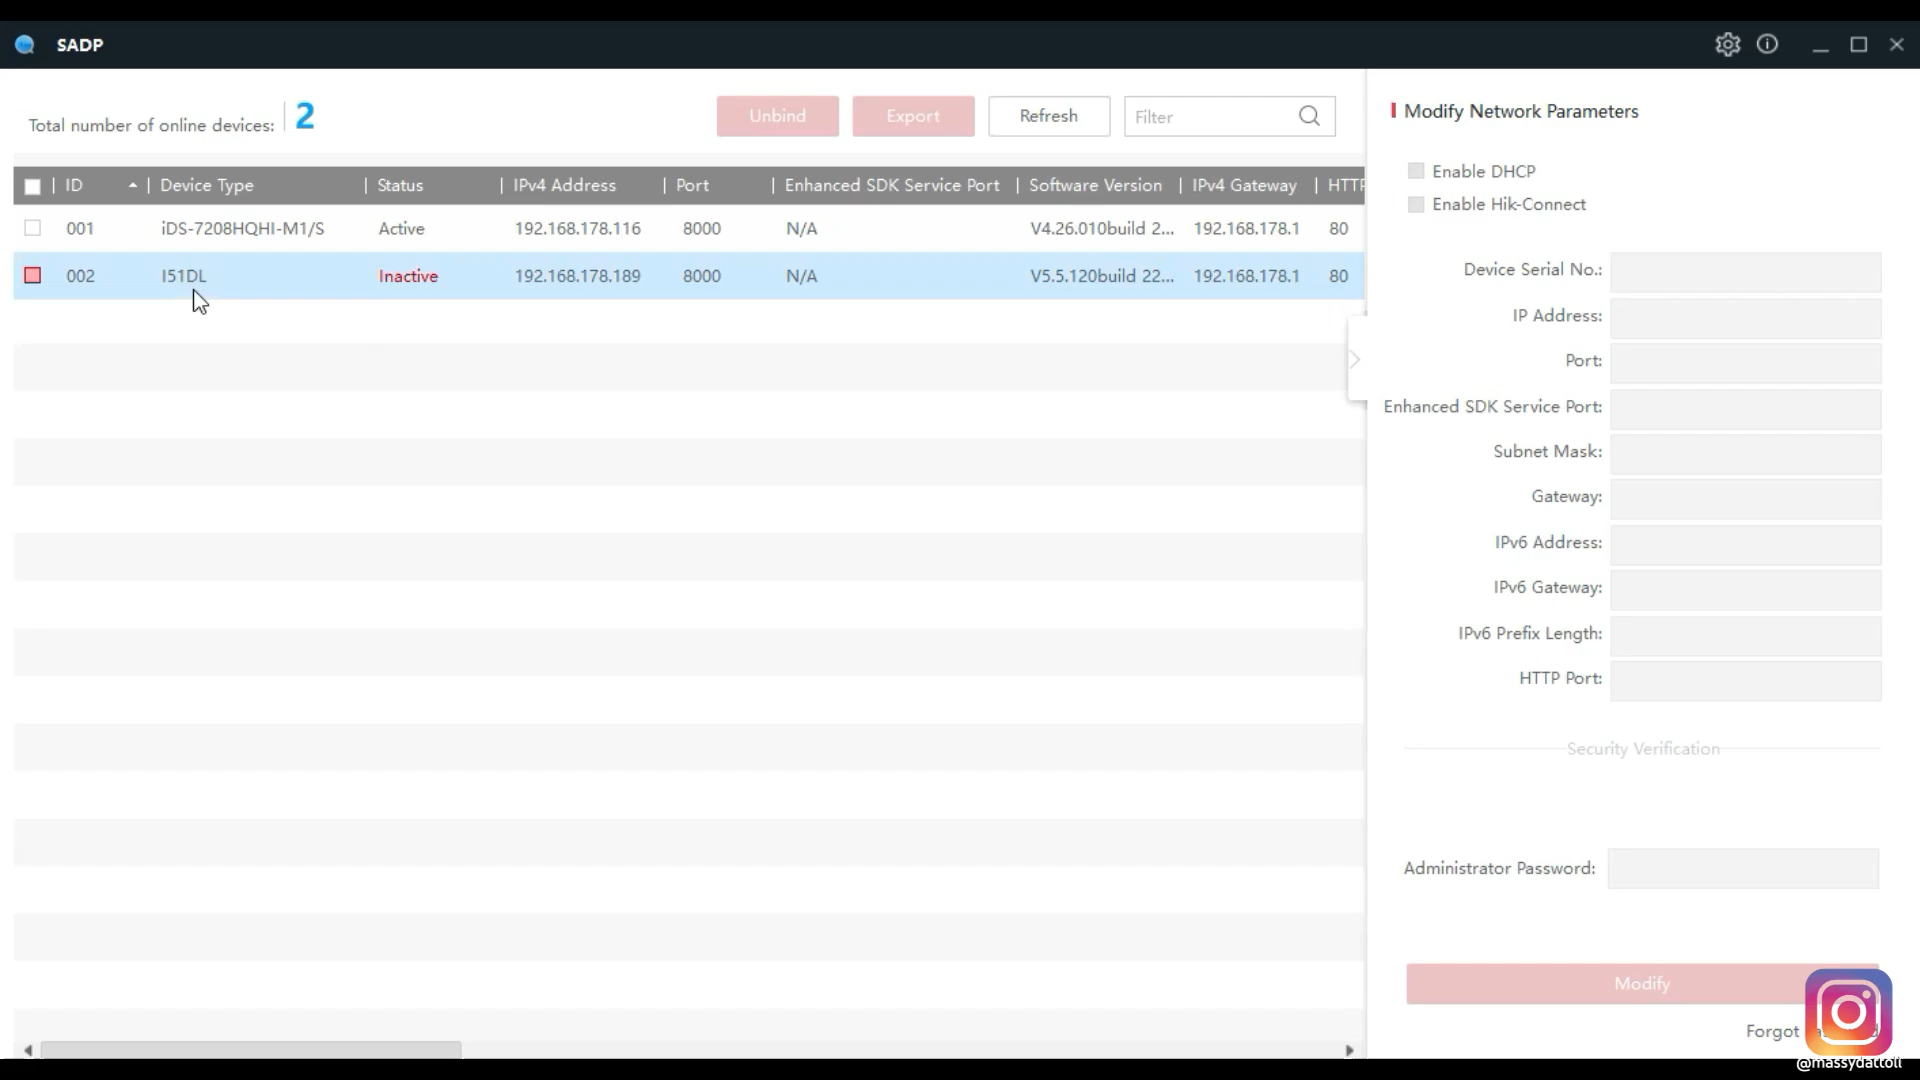 SADP
Total number of online devices: 2
Unbind Export Refresh Filter
ID Device Type Status IPv4 Address Port Enhanced SDK Service Port Software Version IPv4 Gateway HTTP
001 iDS-7208HQHI-M1/S Active 192.168.178.116 8000 N/A V4.26.010build 2... 192.168.178.1 80
002 I51DL Inactive 192.168.178.189 8000 N/A V5.5.120build 22... 192.168.178.1 80
Modify Network Parameters
Enable DHCP
Enable Hik-Connect
Device Serial No.:
IP Address:
Port:
Enhanced SDK Service Port:
Subnet Mask:
Gateway:
IPv6 Address:
IPv6 Gateway:
IPv6 Prefix Length:
HTTP Port:
Security Verification
Administrator Password:
Modify
Forgot
@massydattoli